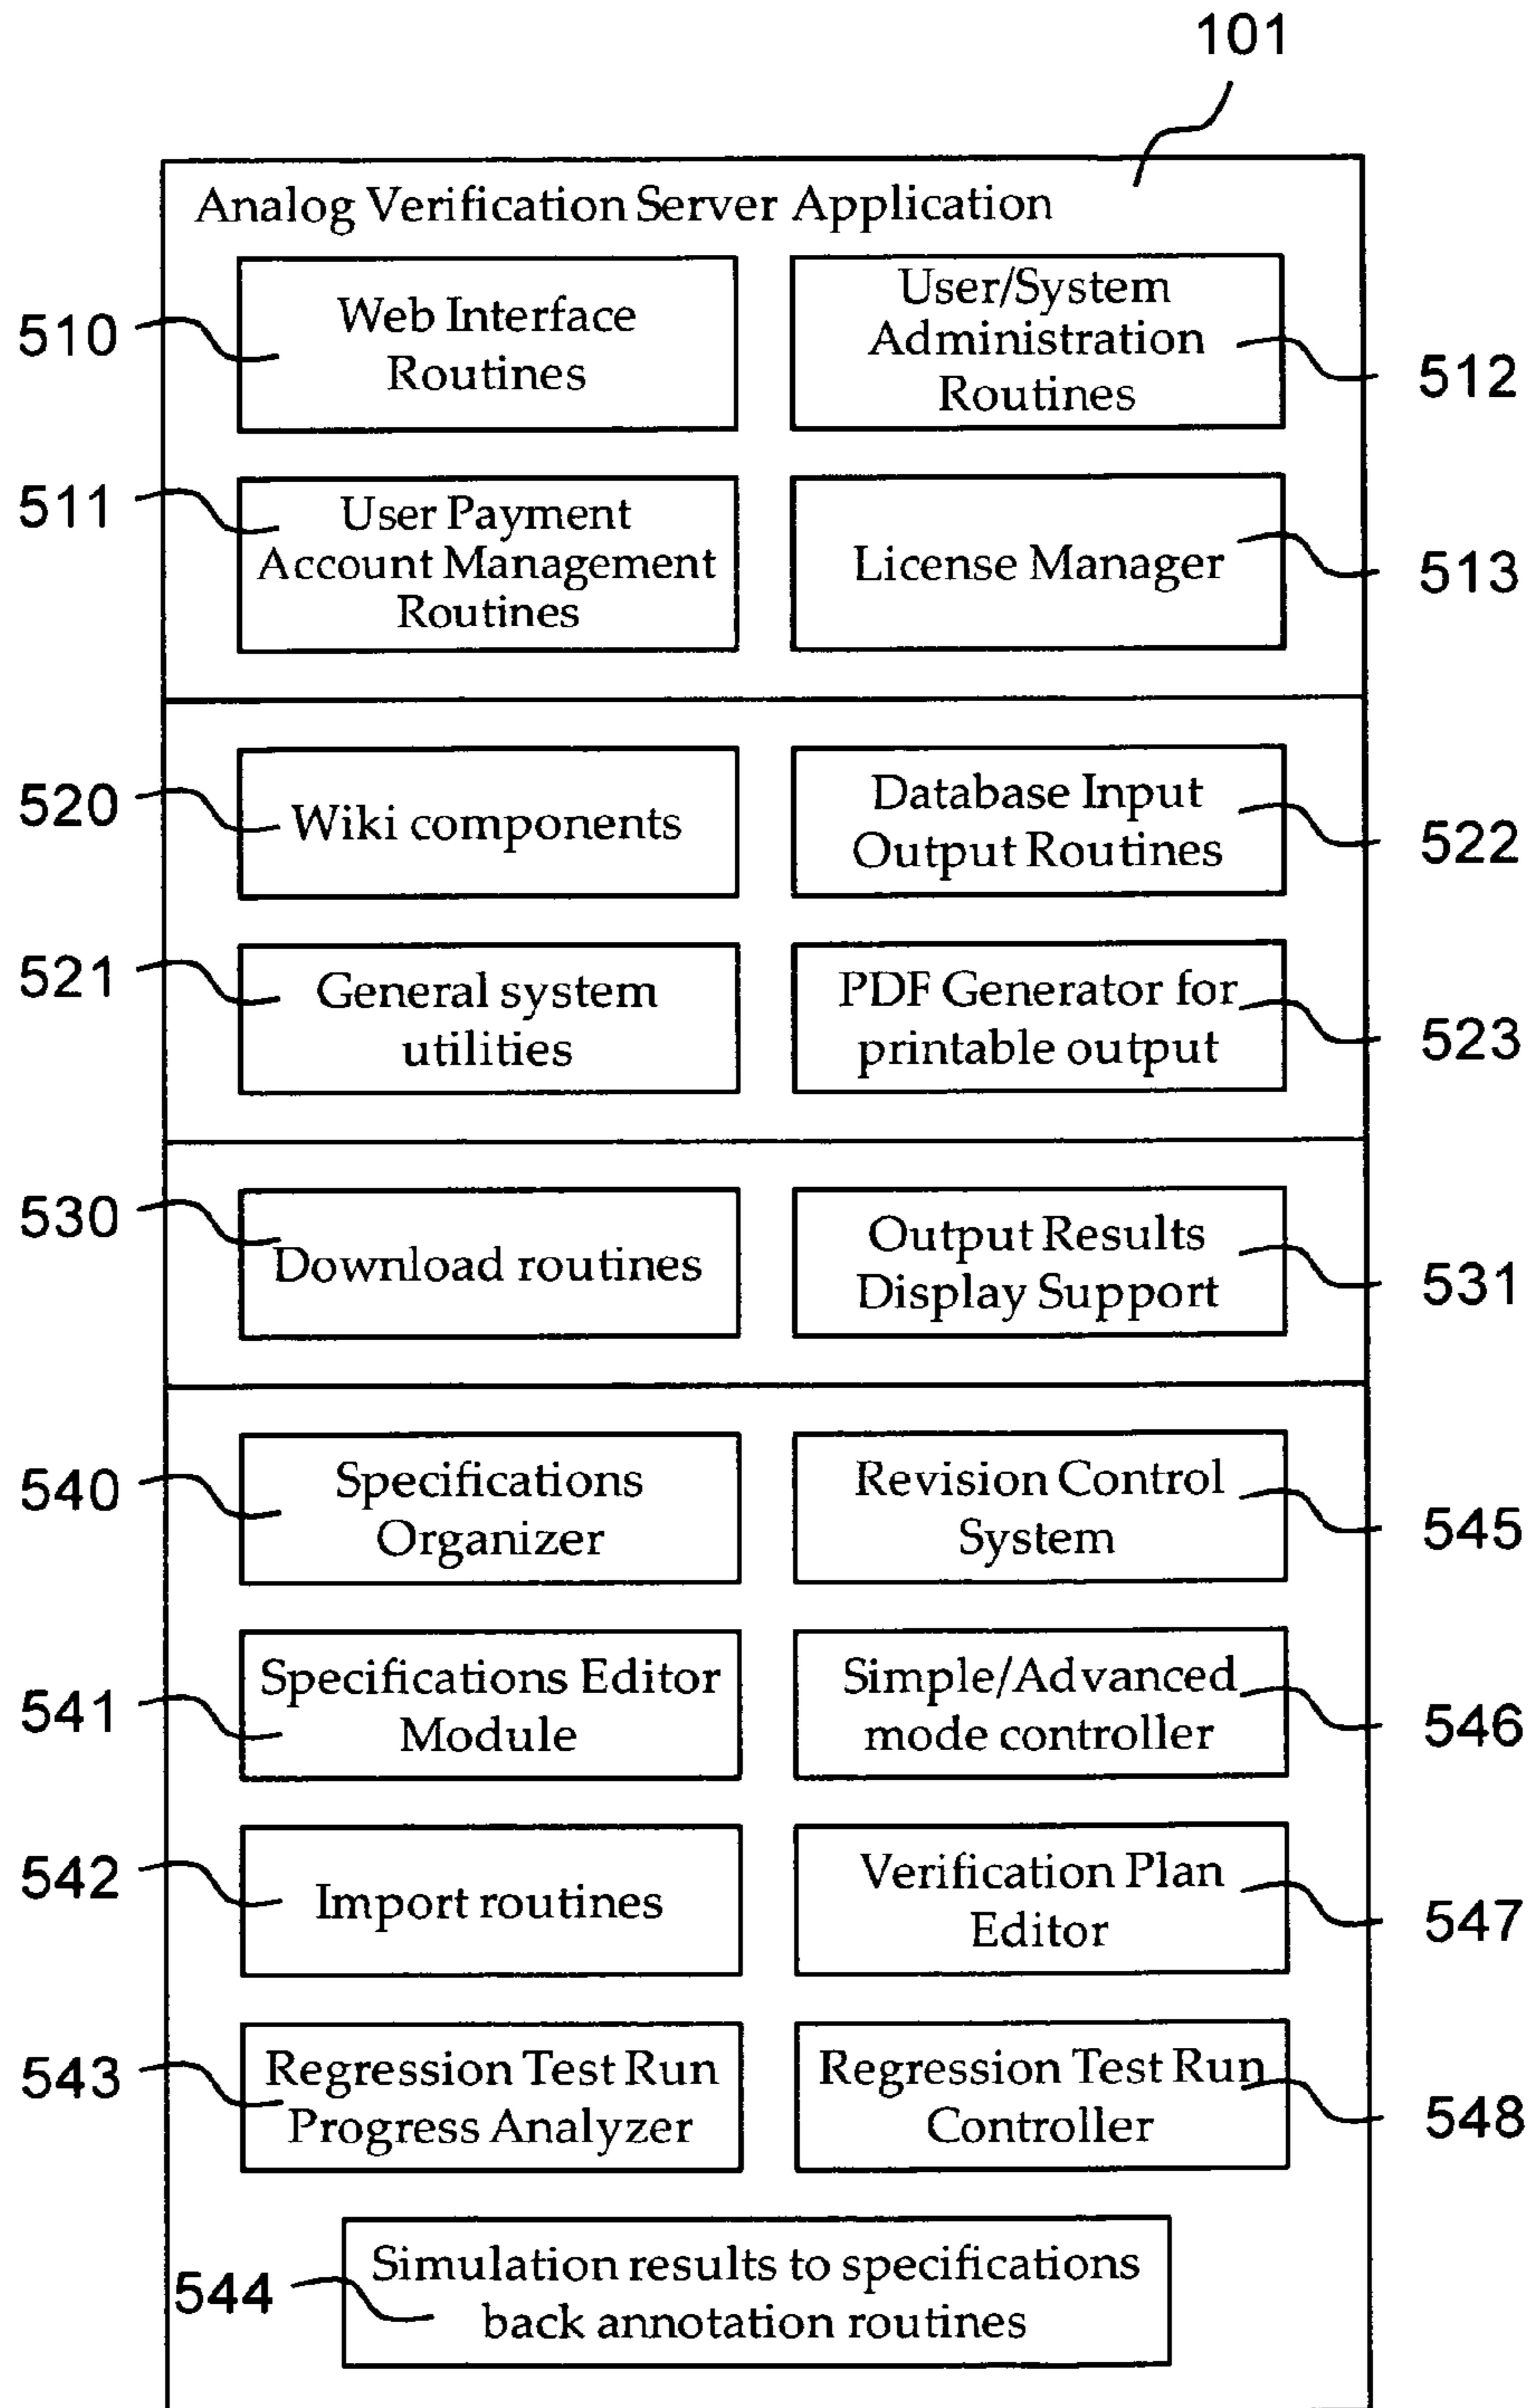 101
Analog Verification Server Application
510
Web Interface
Routines
User/System
Administration
Routines
512
511
User Payment
Account Management
Routines
License Manager
513
520
Wiki components
Database Input
Output Routines
522
521
General system
utilities
PDF Generator for
printable output
523
530
Download routines
Output Results
Display Support
531
540
Specifications
Organizer
Revision Control
System
545
541
Specifications Editor
Module
Simple/Advanced
mode controller
546
542
Import routines
Verification Plan
Editor
547
543
Regression Test Run
Progress Analyzer
Regression Test Run
Controller
548
544
Simulation results to specifications
back annotation routines